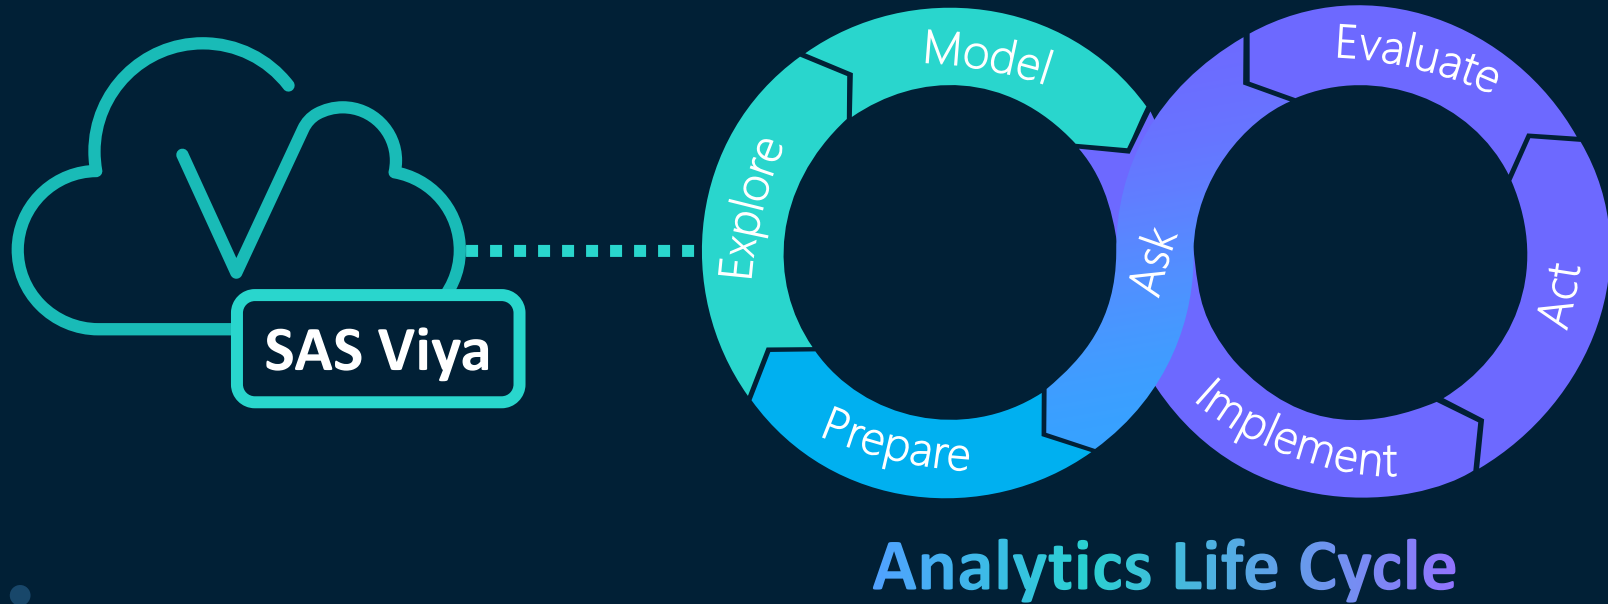 SAS Viya
Model
Explore
Prepare
Ask
Evaluate
Act
Implement
Analytics Life Cycle